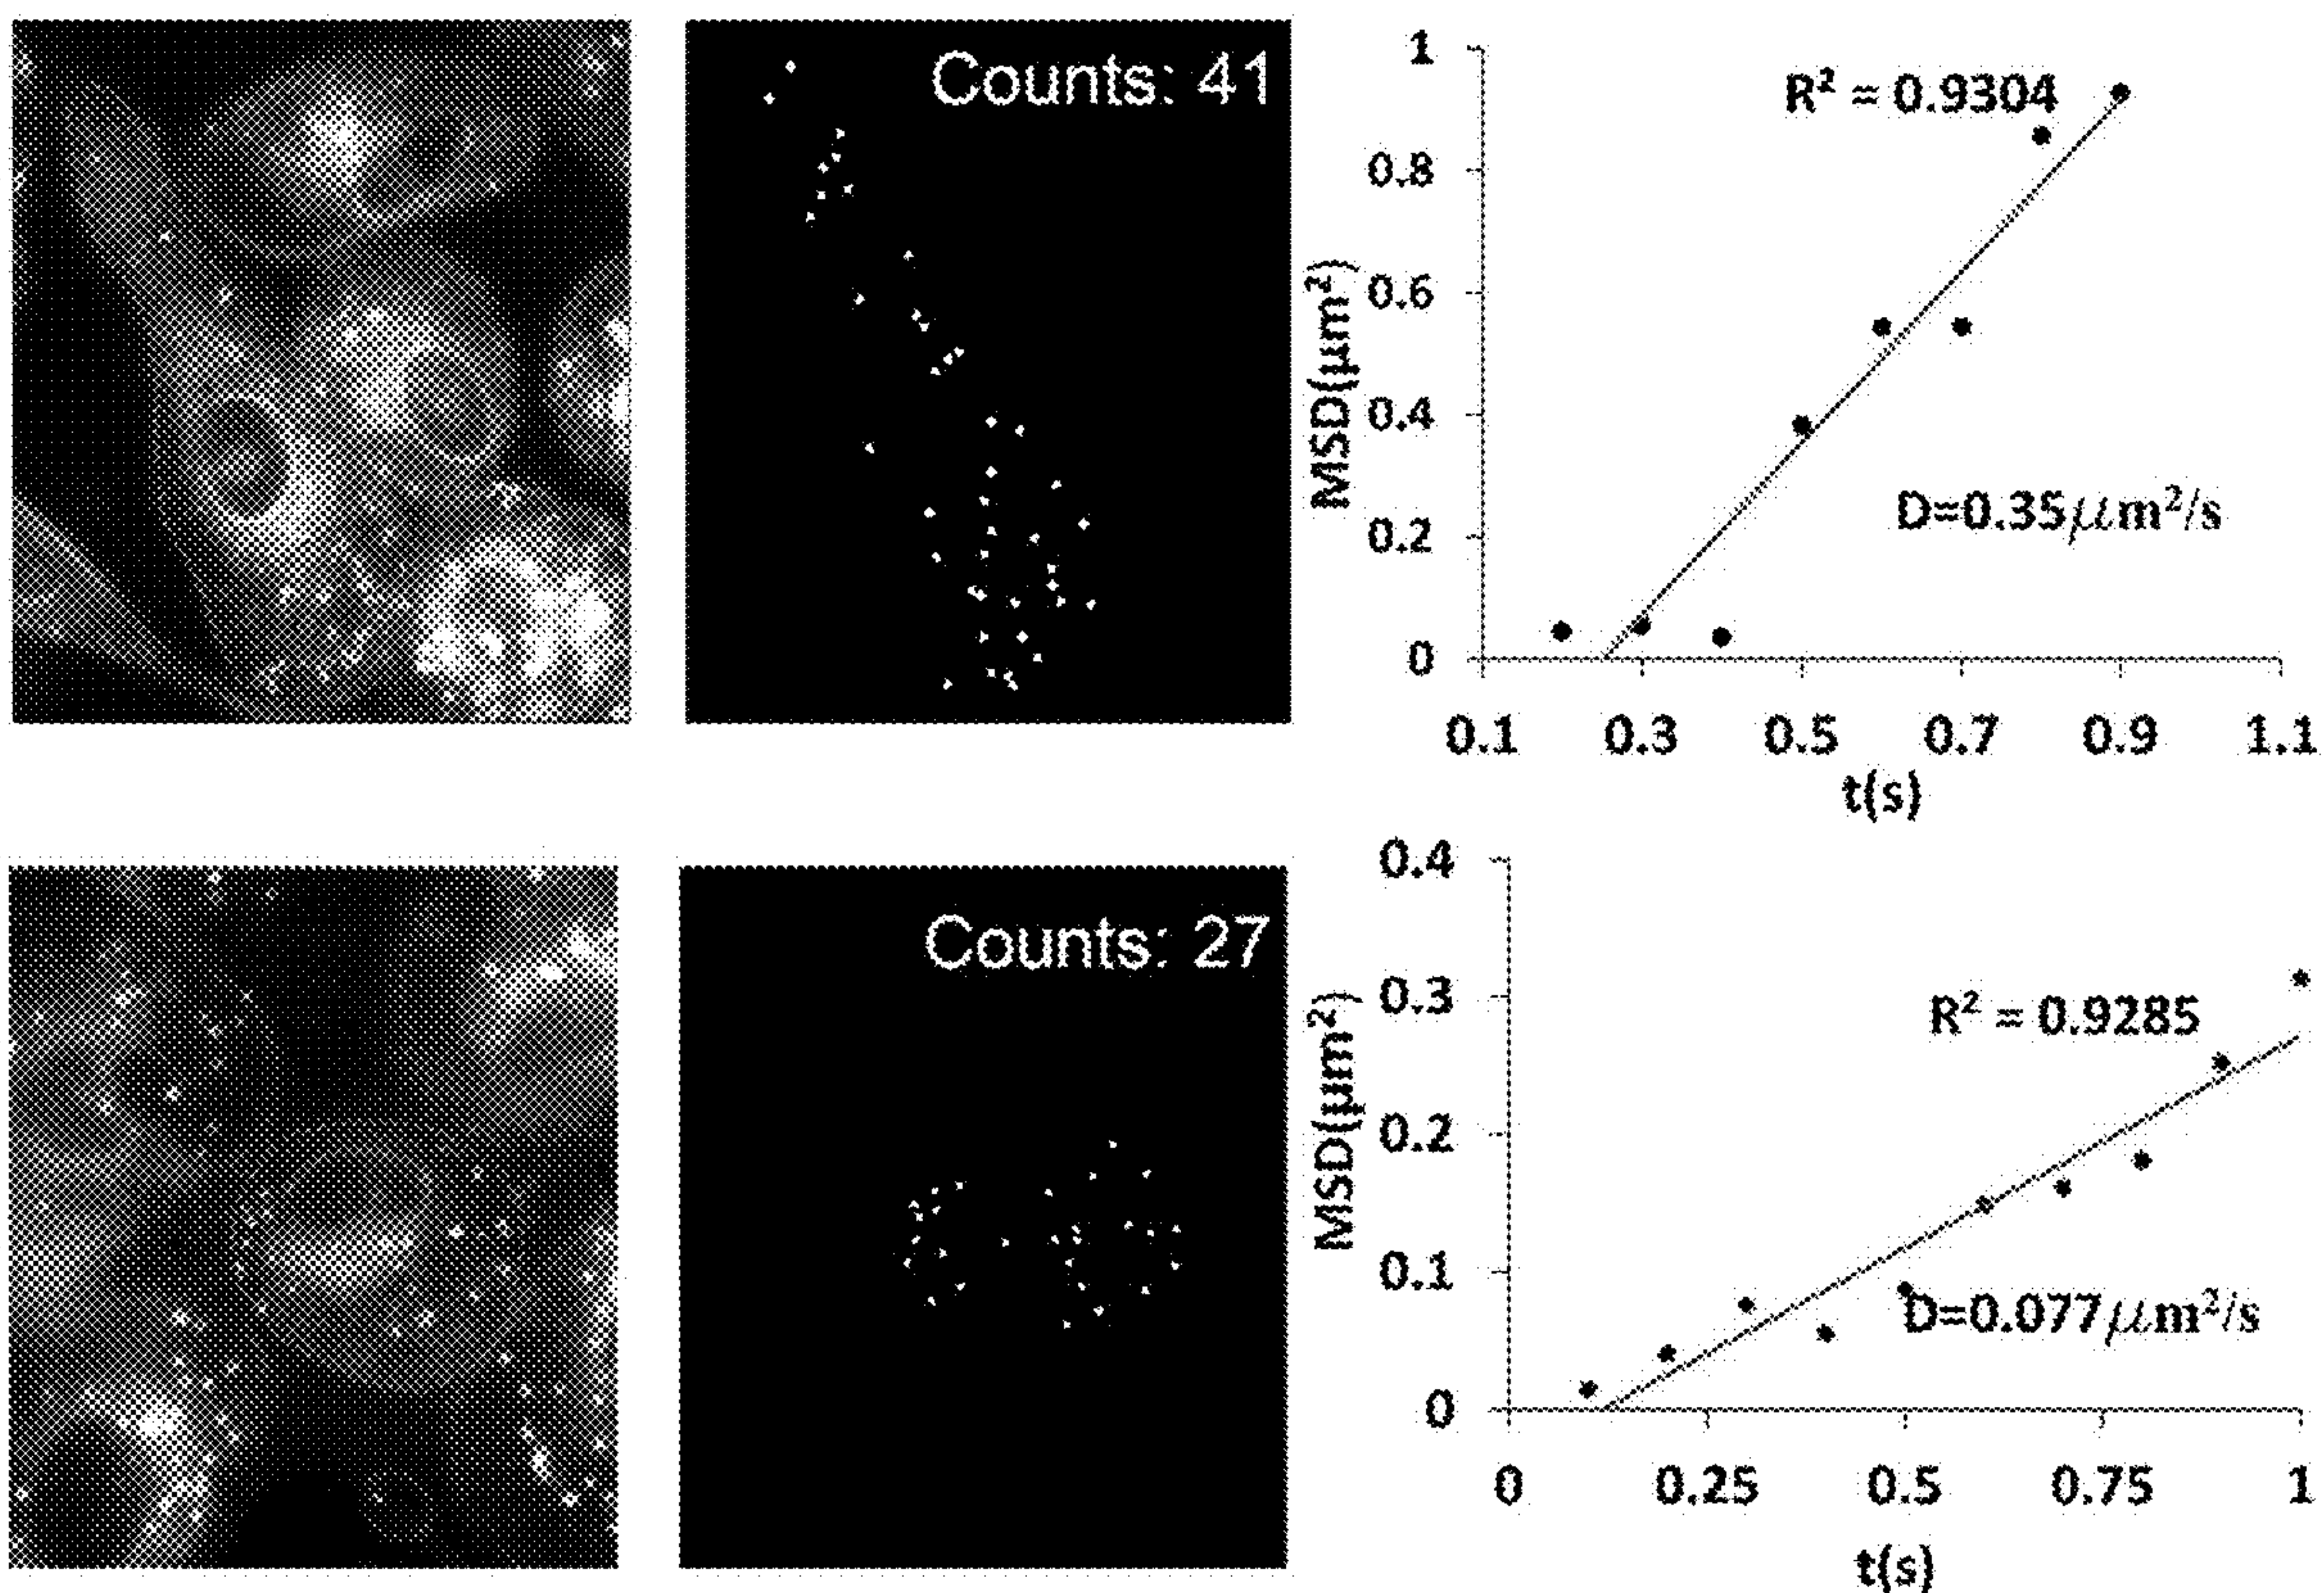 Counts: 41
1
0.8
0.6
0.4
0.2
0
MSD(μm²)
R² = 0.9304
D=0.35μm²/s
0.1 0.3 0.5 0.7 0.9 1.1
t(s)
Counts: 27
0.4
0.3
0.2
0.1
0
MSD(μm²)
R² = 0.9285
D=0.077μm²/s
0 0.25 0.5 0.75 1
t(s)